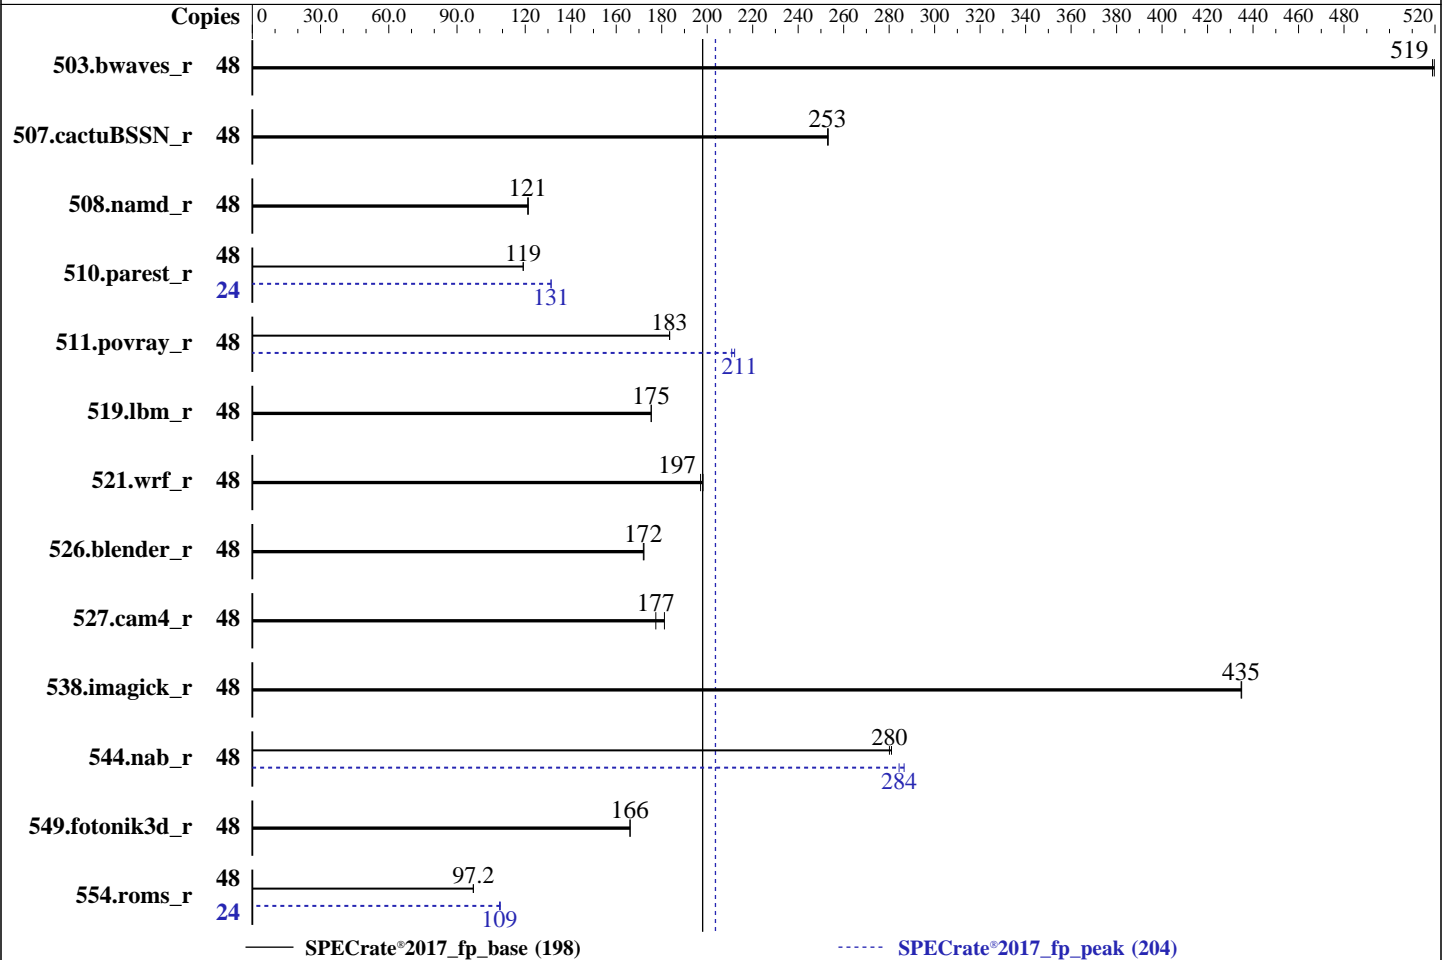 Copies 0 30.0 60.0 90.0 120 140 160 180 200 220 240 260 280 300 320 340 360 380 400 420 440 460 480 520
503.bwaves_r 48 519
507.cactuBSSN_r 48 253
508.namd_r 48 121
510.parest_r 48 119
24 131
511.povray_r 48 183
211
519.lbm_r 48 175
521.wrf_r 48 197
526.blender_r 48 172
527.cam4_r 48 177
538.imagick_r 48 435
544.nab_r 48 280
284
549.fotonik3d_r 48 166
554.roms_r 48 97.2
24 109
SPECrate®2017_fp_base (198) SPECrate®2017_fp_peak (204)